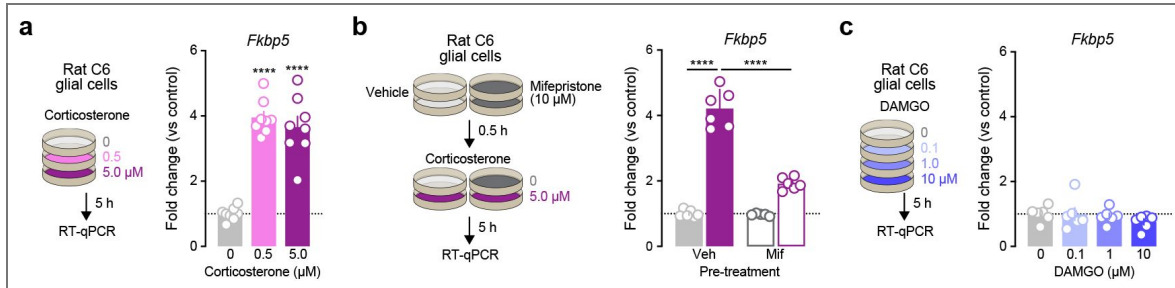 a
Rat C6
glial cells
Corticosterone
0
0.5
5.0 µM
5 h
RT-qPCR
Fkbp5
Fold change (vs control)
6
4
2
0
****
****
0
0.5
5.0
Corticosterone (µM)
b
Rat C6
glial cells
Vehicle
Mifepristone
(10 µM)
0.5 h
Corticosterone
0
5.0 µM
5 h
RT-qPCR
Fkbp5
Fold change (vs control)
6
4
2
0
****
****
Veh
Mif
Pre-treatment
c
Rat C6
glial cells
DAMGO
0
0.1
1.0
10 µM
5 h
RT-qPCR
Fkbp5
Fold change (vs control)
6
4
2
0
0
0.1
1
10
DAMGO (µM)